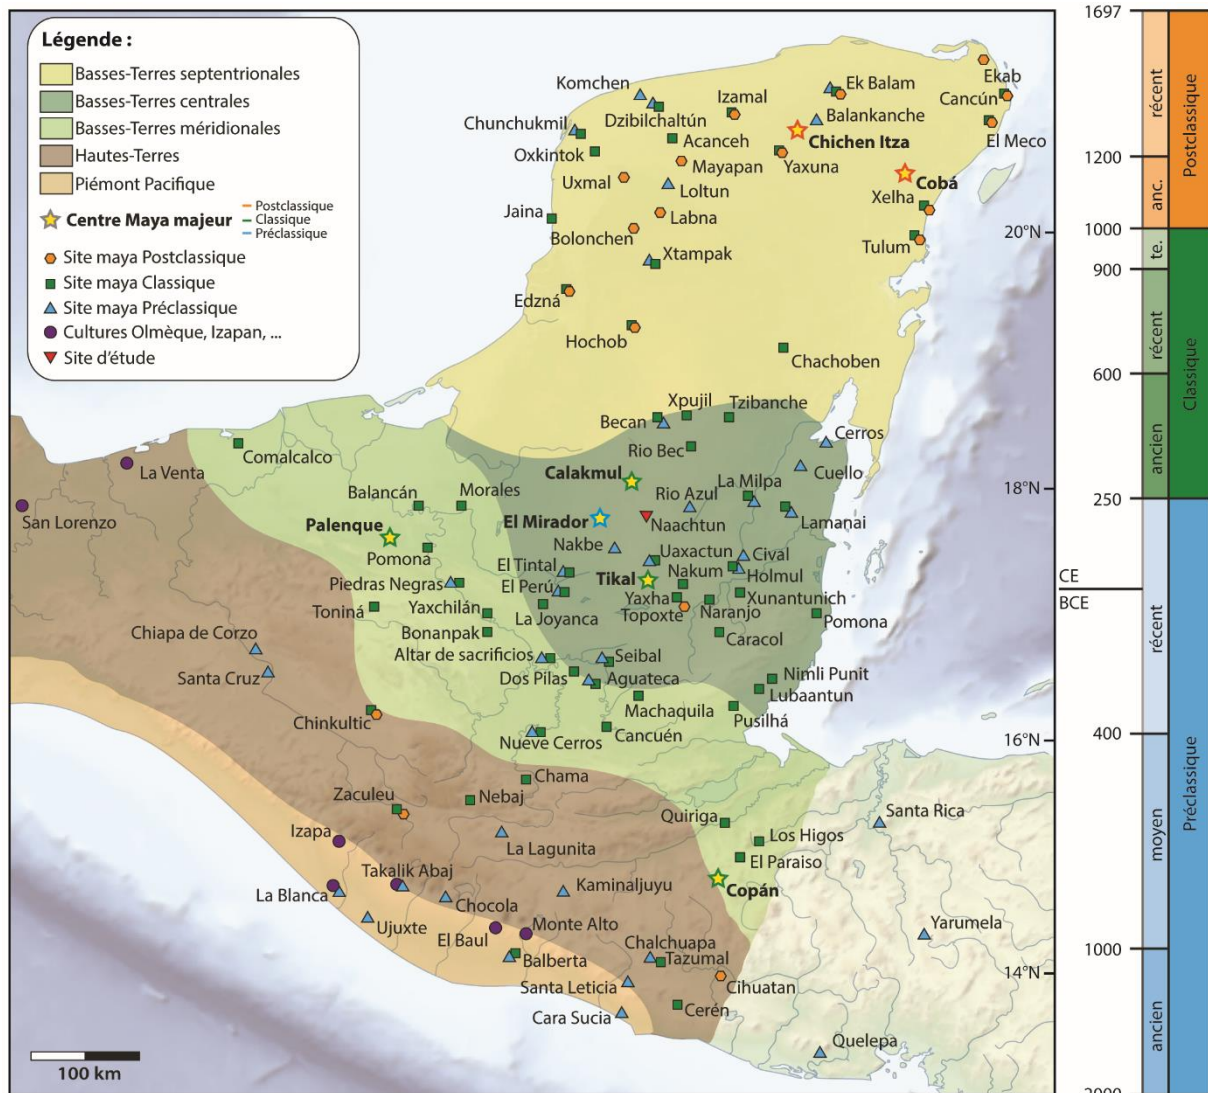 Légende :
Basses-Terres septentrionales
Basses-Terres centrales
Basses-Terres méridionales
Hautes-Terres
Piémont Pacifique
Centre Maya majeur
Postclassique
Classique
Préclassique
Site maya Postclassique
Site maya Classique
Site maya Préclassique
Cultures Olmèque, Izapan, ...
Site d'étude
Komchen
Ek Balam
Ekab
Cancún
Izamal
Dzibilchaltún
Balankanche
Chunchukmil
Acanceh
Chichen Itza
El Meco
Oxkintok
Mayapan
Yaxuna
Uxmal
Loltun
Cobá
Xelha
Jaina
Labna
Bolonchen
Tulum
20°N
Xtampak
Edzná
Hochob
Chachoben
Xpujil
Tzibanche
Becan
Cerros
Rio Bec
Comalcalco
La Venta
Calakmul
Cuello
La Milpa
Rio Azul
18°N
Balancán
Morales
San Lorenzo
Palenque
El Mirador
Naachtun
Lamanai
Pomona
Nakbe
Uaxactun
Cival
El Tintal
Nakum
Holmul
Tikal
Piedras Negras
El Perú
Yaxha
Xunantunich
Toniná
Yaxchilán
La Joyanca
Topoxte
Naranjo
Pomona
Bonanpak
Caracol
Chiapa de Corzo
Altar de sacrificios
Seibal
Santa Cruz
Dos Pilas
Aguateca
Nimli Punit
Lubaantun
Machaquila
Pusilhá
Chinkultic
Nueve Cerros
Cancuén
16°N
Chama
Zaculeu
Nebaj
Quiriga
Santa Rica
Izapa
La Lagunita
Los Higos
El Paraiso
Takalik Abaj
Kaminaljuyu
Copán
La Blanca
Chocola
Ujuxte
Monte Alto
El Baul
Yarumela
Chalchuapa
Balberta
Tazumal
14°N
Santa Leticia
Cihuatan
Cara Sucia
Cerén
Quelepa
100 km
1697
récent
Postclassique
1200
anc.
1000
te.
900
récent
Classique
600
ancien
250
CE
BCE
récent
400
moyen
Préclassique
1000
ancien